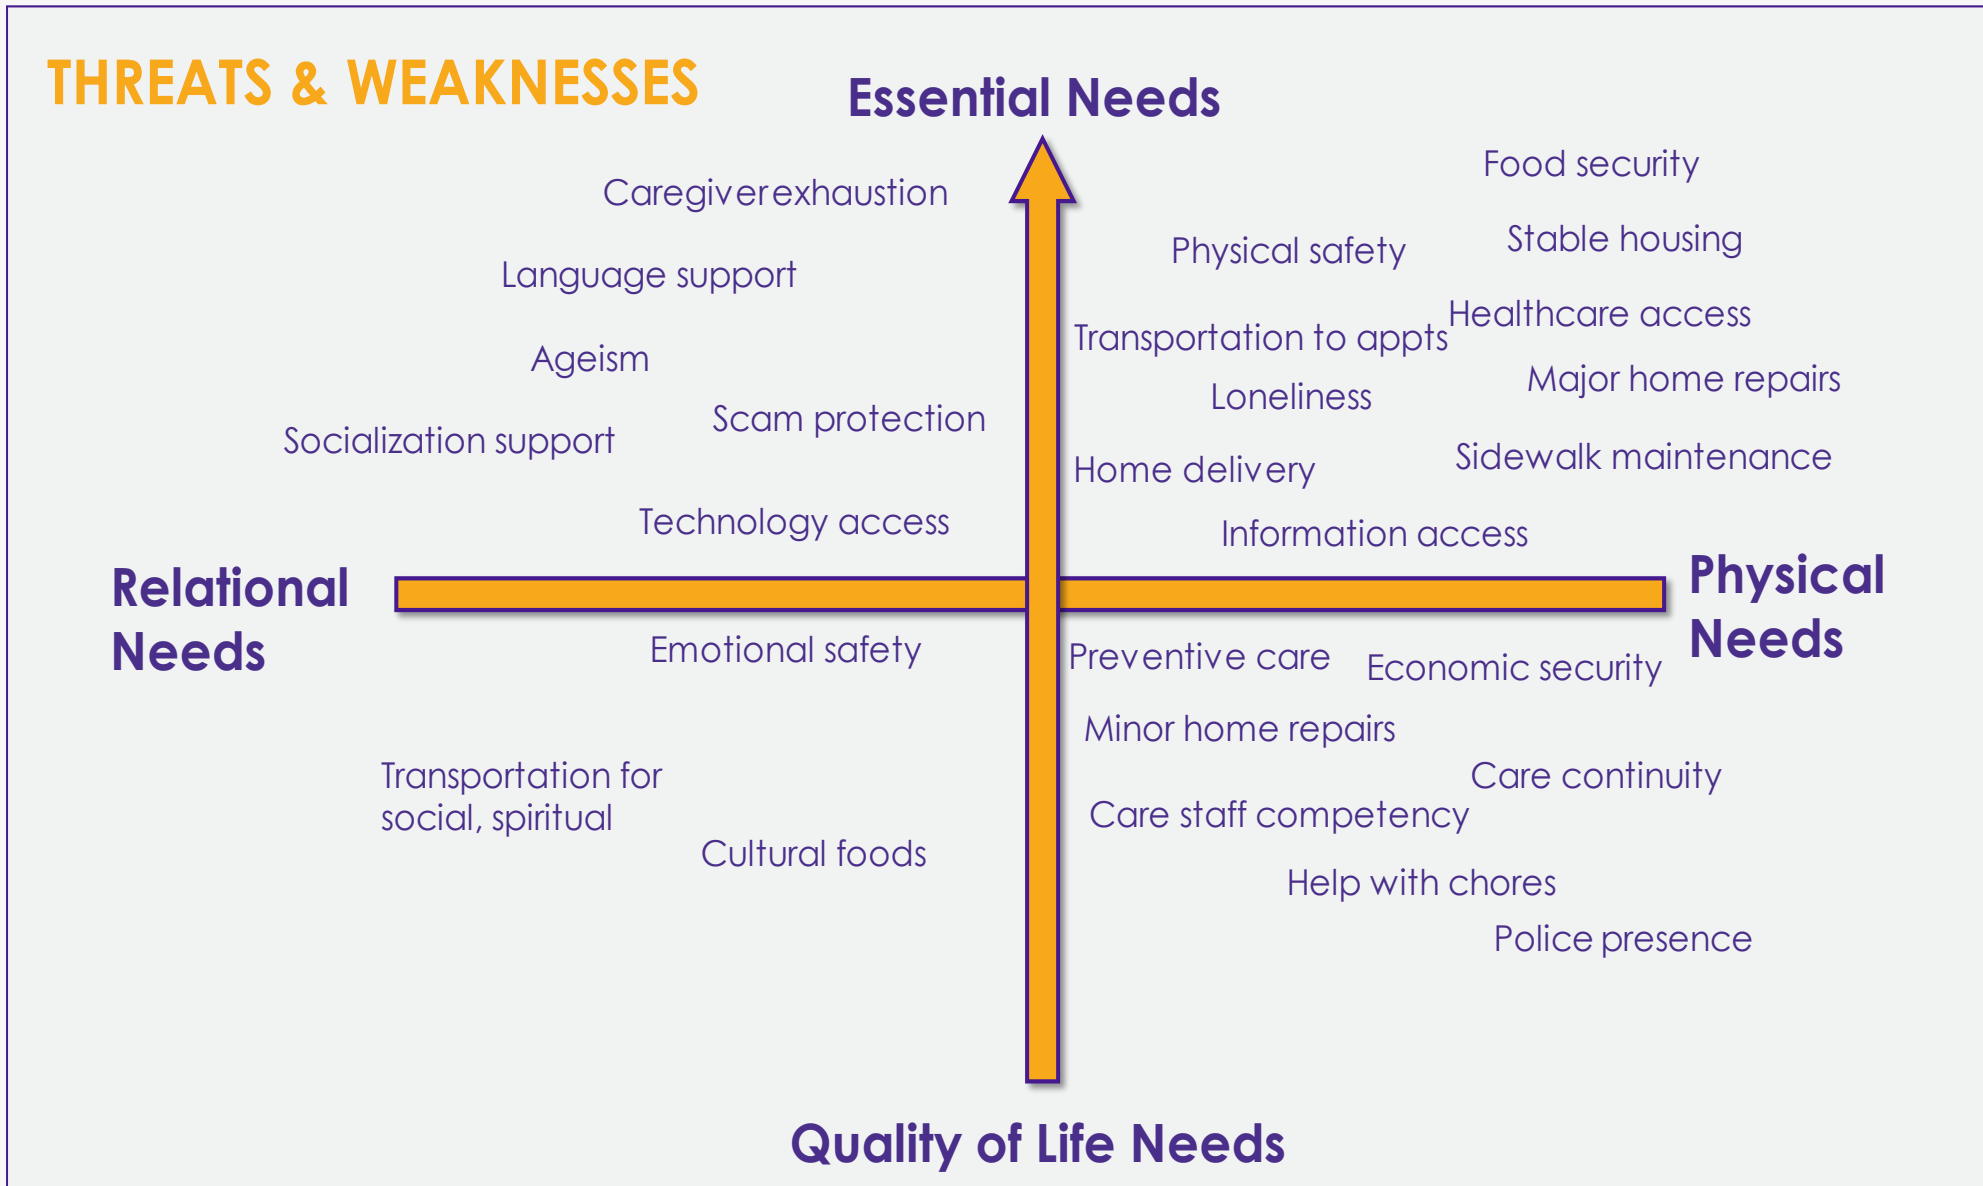 THREATS & WEAKNESSES
Essential Needs
Food security
Caregiver exhaustion
Stable housing
Physical safety
Language support
Healthcare access
Transportation to appts
Ageism
Major home repairs
Loneliness
Scam protection
Socialization support
Sidewalk maintenance
Home delivery
Technology access
Information access
Relational
Needs
Physical
Needs
Emotional safety
Preventive care
Economic security
Minor home repairs
Transportation for
social, spiritual
Care continuity
Care staff competency
Cultural foods
Help with chores
Police presence
Quality of Life Needs